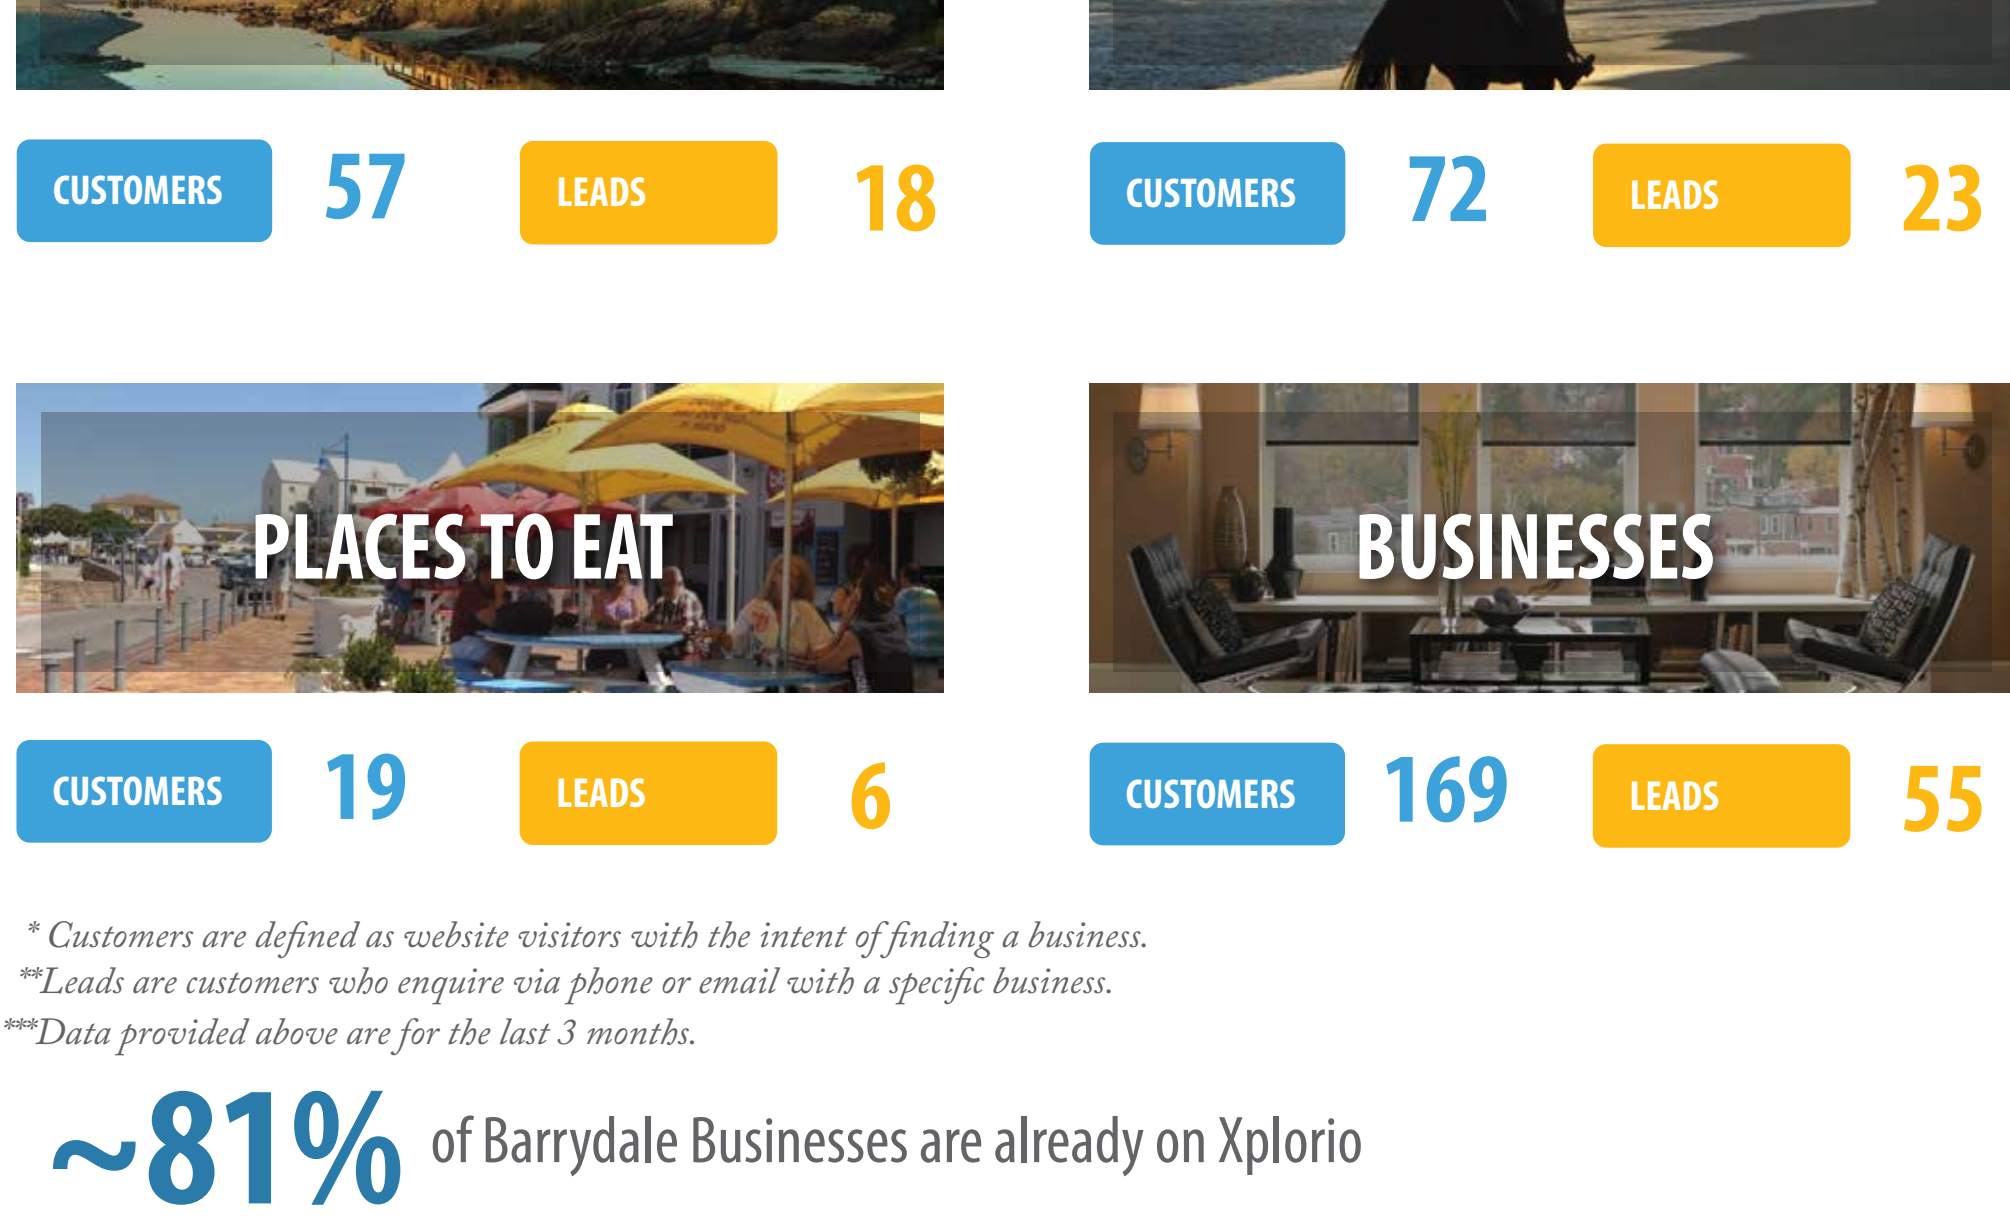 CUSTOMERS 57 LEADS 18 CUSTOMERS 72 LEADS 23
PLACES TO EAT BUSINESSES
CUSTOMERS 19 LEADS 6 CUSTOMERS 169 LEADS 55
* Customers are defined as website visitors with the intent of finding a business.
**Leads are customers who enquire via phone or email with a specific business.
***Data provided above are for the last 3 months.
~81% of Barrydale Businesses are already on Xplorio